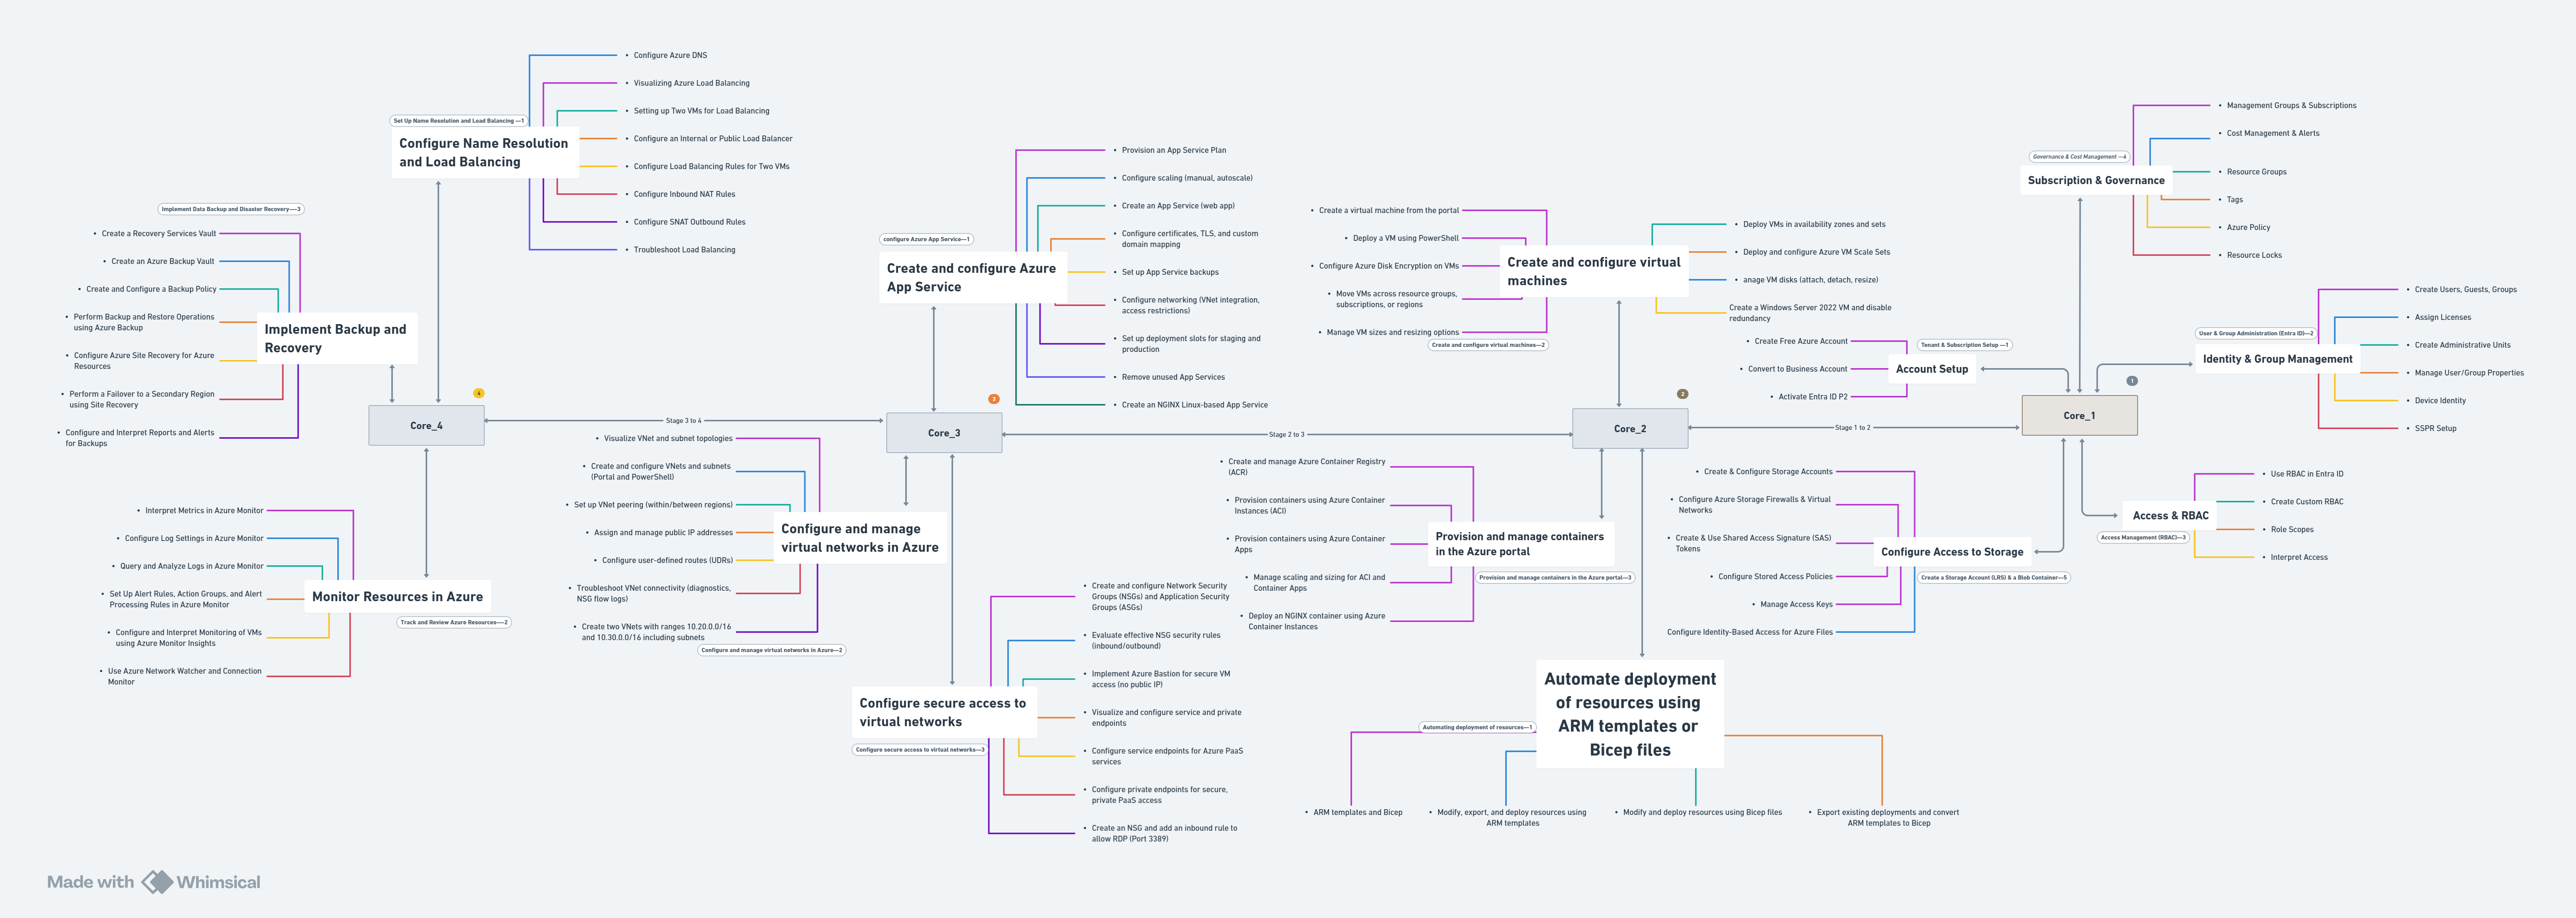 Configure Azure DNS
Visualizing Azure Load Balancing
Setting up Two VMs for Load Balancing
Set Up Name Resolution and Load Balancing —1
Configure Name Resolution
and Load Balancing
Configure an Internal or Public Load Balancer
Configure Load Balancing Rules for Two VMs
Configure Inbound NAT Rules
Configure SNAT Outbound Rules
Troubleshoot Load Balancing
Implement Data Backup and Disaster Recovery—-3
Create a Recovery Services Vault
Create an Azure Backup Vault
Create and Configure a Backup Policy
Perform Backup and Restore Operations
using Azure Backup
Implement Backup and
Recovery
Configure Azure Site Recovery for Azure
Resources
Perform a Failover to a Secondary Region
using Site Recovery
Configure and Interpret Reports and Alerts
for Backups
4
Core_4
Interpret Metrics in Azure Monitor
Configure Log Settings in Azure Monitor
Query and Analyze Logs in Azure Monitor
Set Up Alert Rules, Action Groups, and Alert
Processing Rules in Azure Monitor
Monitor Resources in Azure
Track and Review Azure Resources—-2
Configure and Interpret Monitoring of VMs
using Azure Monitor Insights
Use Azure Network Watcher and Connection
Monitor
Stage 3 to 4
Provision an App Service Plan
Configure scaling (manual, autoscale)
Create an App Service (web app)
configure Azure App Service—1
Configure certificates, TLS, and custom
domain mapping
Create and configure Azure
App Service
Set up App Service backups
Configure networking (VNet integration,
access restrictions)
Set up deployment slots for staging and
production
Remove unused App Services
Create an NGINX Linux-based App Service
3
Core_3
Visualize VNet and subnet topologies
Create and configure VNets and subnets
(Portal and PowerShell)
Set up VNet peering (within/between regions)
Assign and manage public IP addresses
Configure and manage
virtual networks in Azure
Configure user-defined routes (UDRs)
Troubleshoot VNet connectivity (diagnostics,
NSG flow logs)
Create two VNets with ranges 10.20.0.0/16
and 10.30.0.0/16 including subnets
Configure and manage virtual networks in Azure—2
Create and configure Network Security
Groups (NSGs) and Application Security
Groups (ASGs)
Evaluate effective NSG security rules
(inbound/outbound)
Implement Azure Bastion for secure VM
access (no public IP)
Configure secure access to
virtual networks
Configure secure access to virtual networks—3
Visualize and configure service and private
endpoints
Configure service endpoints for Azure PaaS
services
Configure private endpoints for secure,
private PaaS access
Create an NSG and add an inbound rule to
allow RDP (Port 3389)
Stage 2 to 3
Create a virtual machine from the portal
Deploy a VM using PowerShell
Configure Azure Disk Encryption on VMs
Move VMs across resource groups,
subscriptions, or regions
Manage VM sizes and resizing options
Create and configure virtual machines—2
Create and configure virtual
machines
Deploy VMs in availability zones and sets
Deploy and configure Azure VM Scale Sets
anage VM disks (attach, detach, resize)
Create a Windows Server 2022 VM and disable
redundancy
2
Core_2
Create and manage Azure Container Registry
(ACR)
Provision containers using Azure Container
Instances (ACI)
Provision containers using Azure Container
Apps
Manage scaling and sizing for ACI and
Container Apps
Deploy an NGINX container using Azure
Container Instances
Provision and manage containers
in the Azure portal
Provision and manage containers in the Azure portal—3
Automating deployment of resources—1
Automate deployment
of resources using
ARM templates or
Bicep files
ARM templates and Bicep
Modify, export, and deploy resources using
ARM templates
Modify and deploy resources using Bicep files
Export existing deployments and convert
ARM templates to Bicep
Stage 1 to 2
Create Free Azure Account
Convert to Business Account
Activate Entra ID P2
Tenant & Subscription Setup —1
Account Setup
1
Core_1
Governance & Cost Management —4
Subscription & Governance
Management Groups & Subscriptions
Cost Management & Alerts
Resource Groups
Tags
Azure Policy
Resource Locks
User & Group Administration (Entra ID)—2
Identity & Group Management
Create Users, Guests, Groups
Assign Licenses
Create Administrative Units
Manage User/Group Properties
Device Identity
SSPR Setup
Access & RBAC
Access Management (RBAC)—3
Use RBAC in Entra ID
Create Custom RBAC
Role Scopes
Interpret Access
Create & Configure Storage Accounts
Configure Azure Storage Firewalls & Virtual
Networks
Create & Use Shared Access Signature (SAS)
Tokens
Configure Stored Access Policies
Manage Access Keys
Configure Identity-Based Access for Azure Files
Configure Access to Storage
Create a Storage Account (LRS) & a Blob Container—5
Made with Whimsical